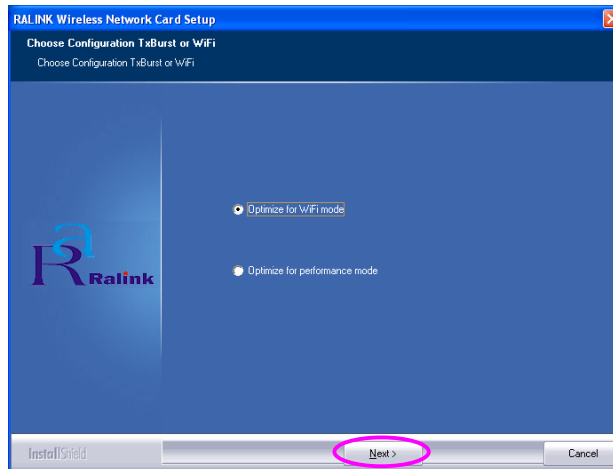 RALINK Wireless Network Card Setup
Choose Configuration TxBurst or WiFi
Choose Configuration TxBurst or WiFi
Optimize for WiFi mode
Optimize for performance mode
Ra
Ralink
InstallShield
Next >
Cancel